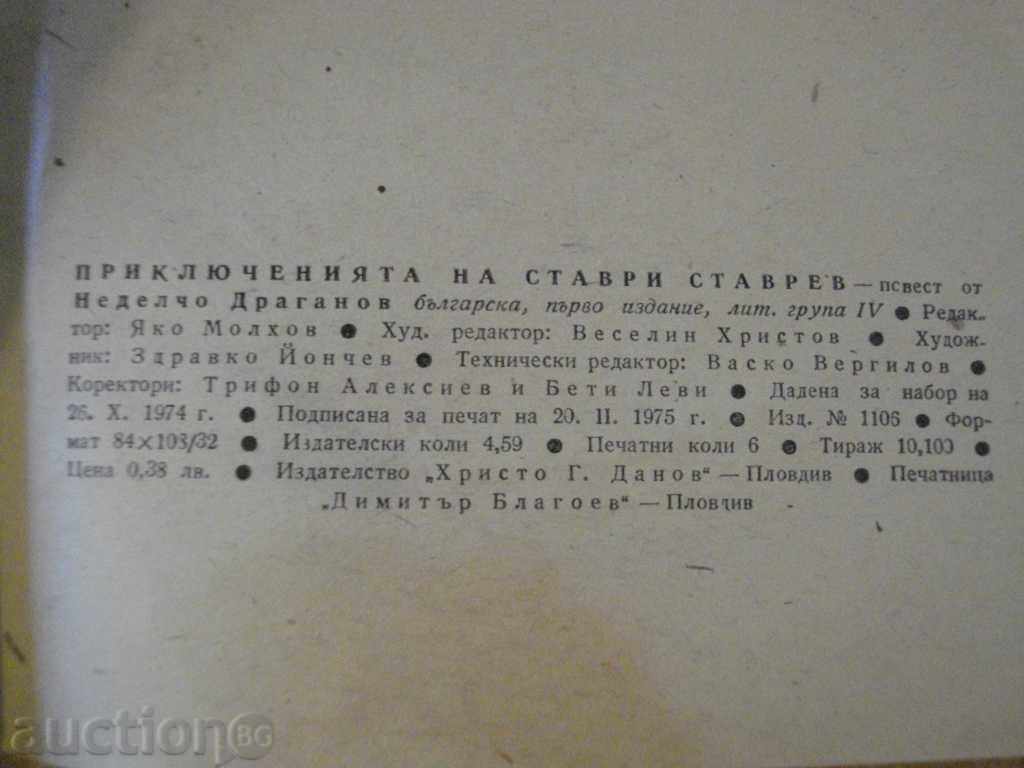 ПРИКЛЮЧЕНИЯТА НА СТАВРИ СТАВРЕВ — псвест от
Неделчо Драганов българска, първо издание, лит. група IV ● Редак-
тор: Яко Молхов ● Худ. редактор: Веселин Христов ● Худож-
ник: Здравко Йончев ● Технически редактор: Васко Вергилов ●
Коректори: Трифон Алексиев и Бети Леви ● Дадена за набор на
26. X. 1974 г. ● Подписана за печат на 20. II. 1975 г. ● Изд. № 1106 ● Фор-
мат 84×108/32 ● Издателски коли 4,59 ● Печатни коли 6 ● Тираж 10,100 ●
Цена 0,38 лв. ● Издателство „Христо Г. Данов“ — Пловдив ● Печатница
„Димитър Благоев“ — Пловдив
auction BG